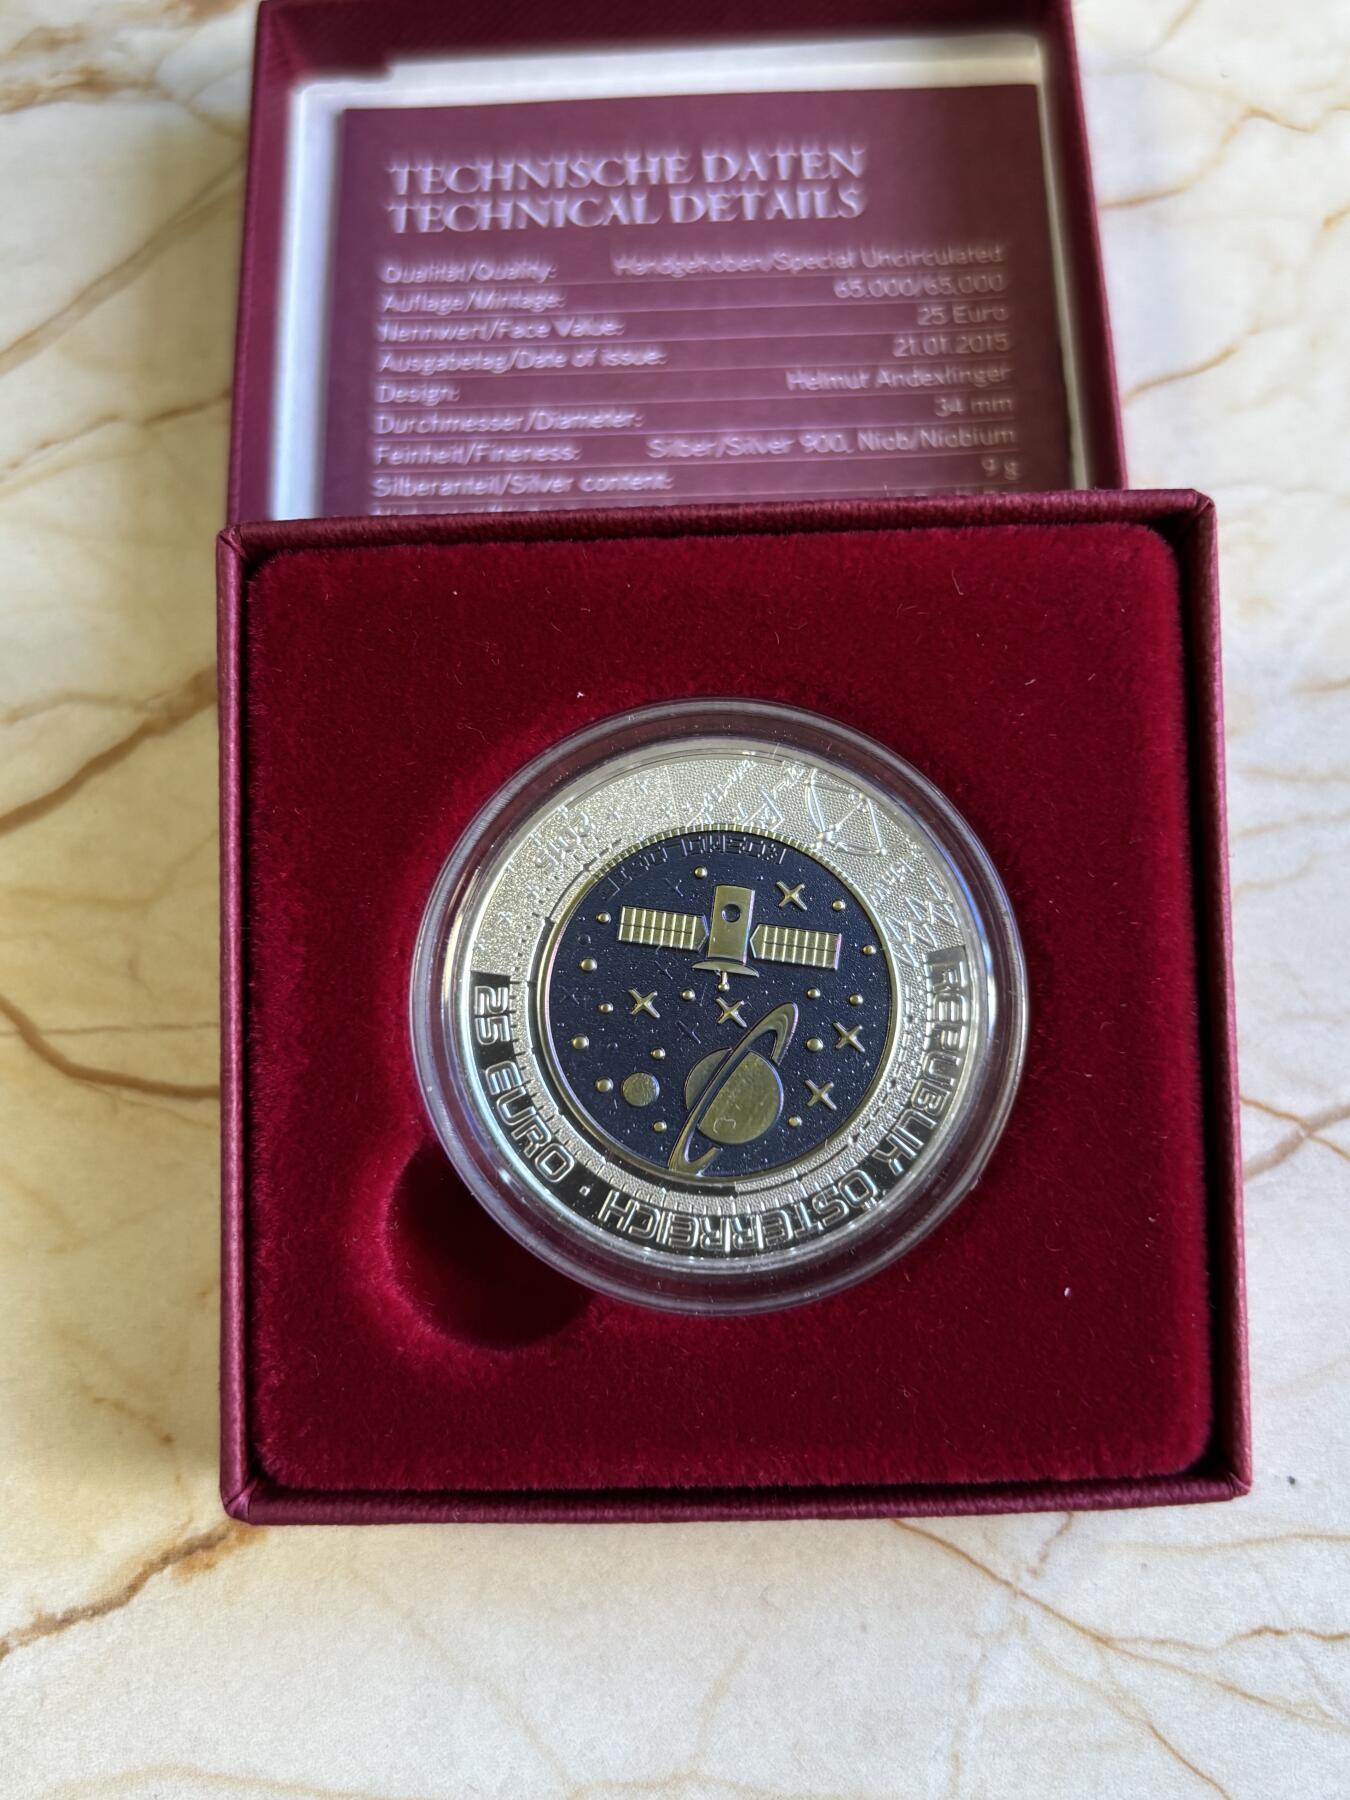 TECHNISCHE DATEN
TECHNICAL DETAILS
Qualität/Quality: Handgehoben/Special Uncirculated
Auflage/Mintage: 65.000/65.000
Nennwert/Face Value: 25 Euro
Ausgabetag/Date of issue: 21.01.2015
Design: Helmut Andexlinger
Durchmesser/Diameter: 34 mm
Feinheit/Fineness: Silber/Silver 900, Niob/Niobium
Silberanteil/Silver content: 9 g
25 EURO · REPUBLIK ÖSTERREICH